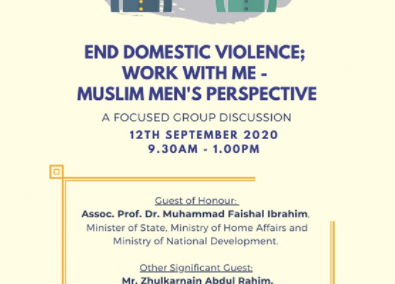 END DOMESTIC VIOLENCE;
WORK WITH ME -
MUSLIM MEN'S PERSPECTIVE
A FOCUSED GROUP DISCUSSION
12TH SEPTEMBER 2020
9.30AM - 1.00PM
Guest of Honour:
Assoc. Prof. Dr. Muhammad Faishal Ibrahim,
Minister of State, Ministry of Home Affairs and
Ministry of National Development.
Other Significant Guest:
Mr. Zhulkarnain Abdul Rahim,